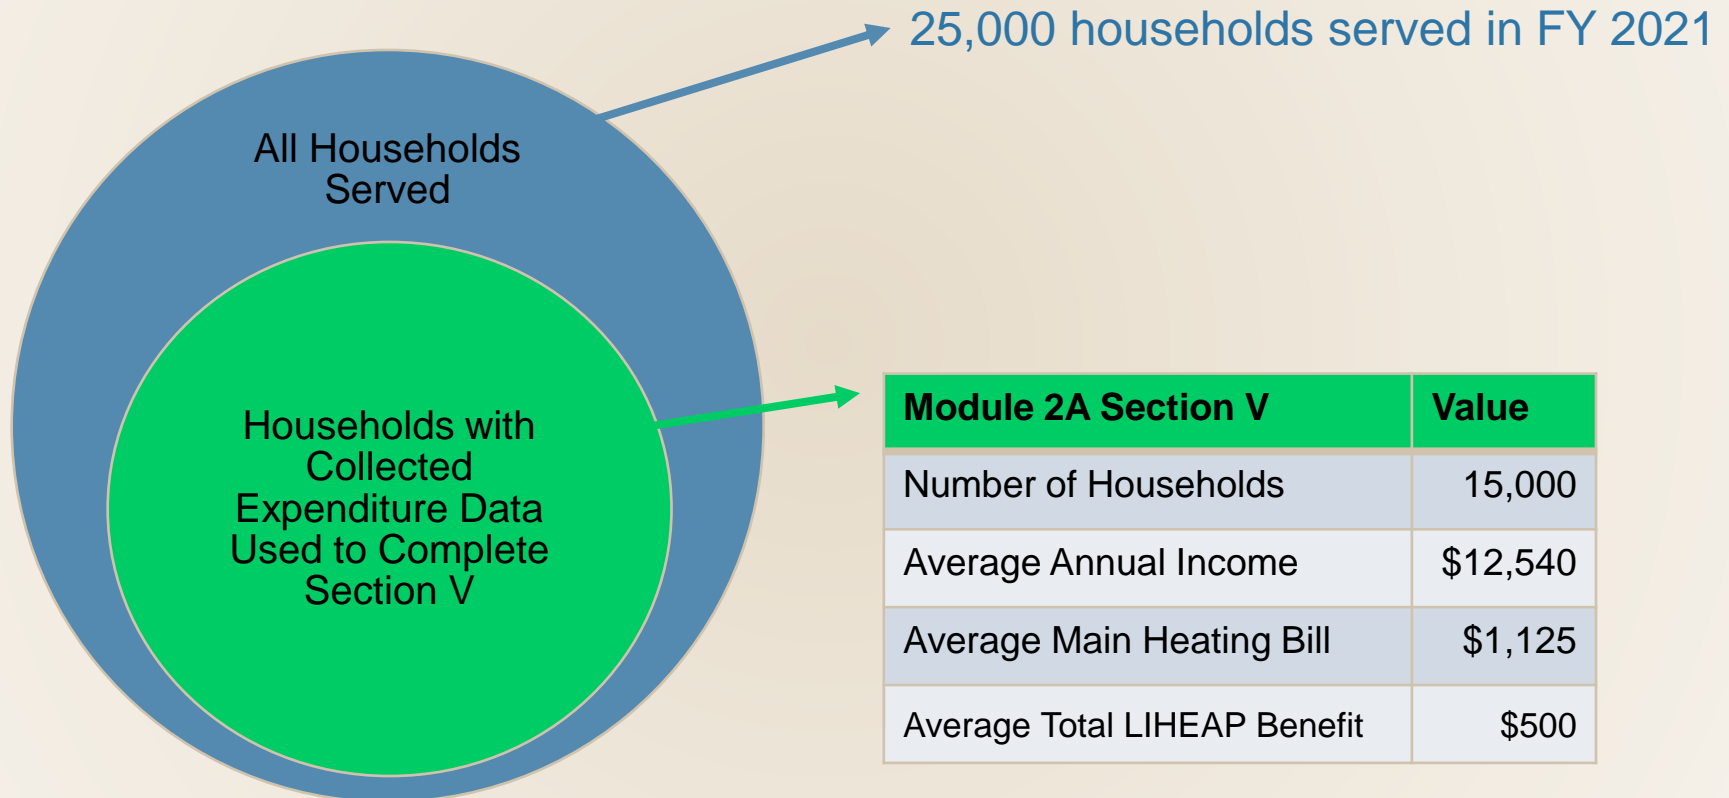 25,000 households served in FY 2021
All Households
Served
Households with
Collected
Expenditure Data
Used to Complete
Section V
Module 2A Section V Value
Number of Households 15,000
Average Annual Income $12,540
Average Main Heating Bill $1,125
Average Total LIHEAP Benefit $500